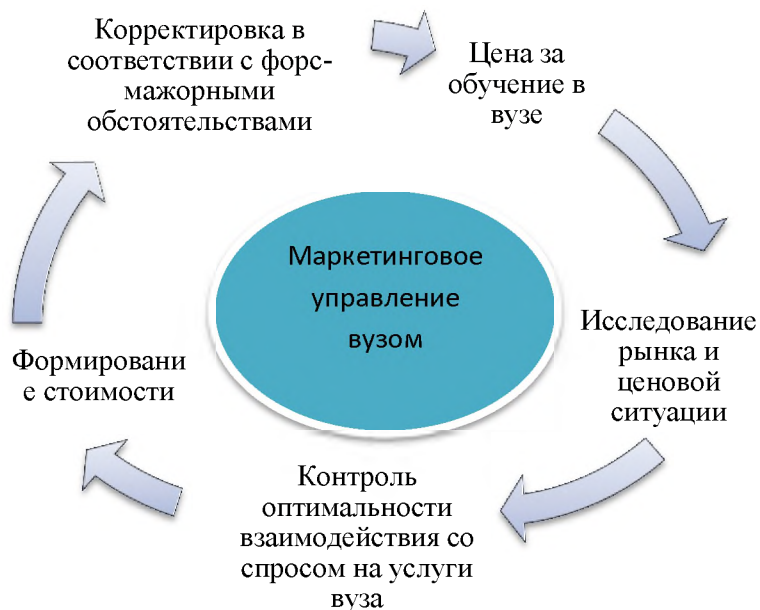 Корректировка в
соответствии с форс-
мажорными
обстоятельствами
Цена за
обучение в
вузе
Исследование
рынка и
ценовой
ситуации
Контроль
оптимальности
взаимодействия со
спросом на услуги
вуза
Формировани
е стоимости
Маркетинговое
управление
вузом